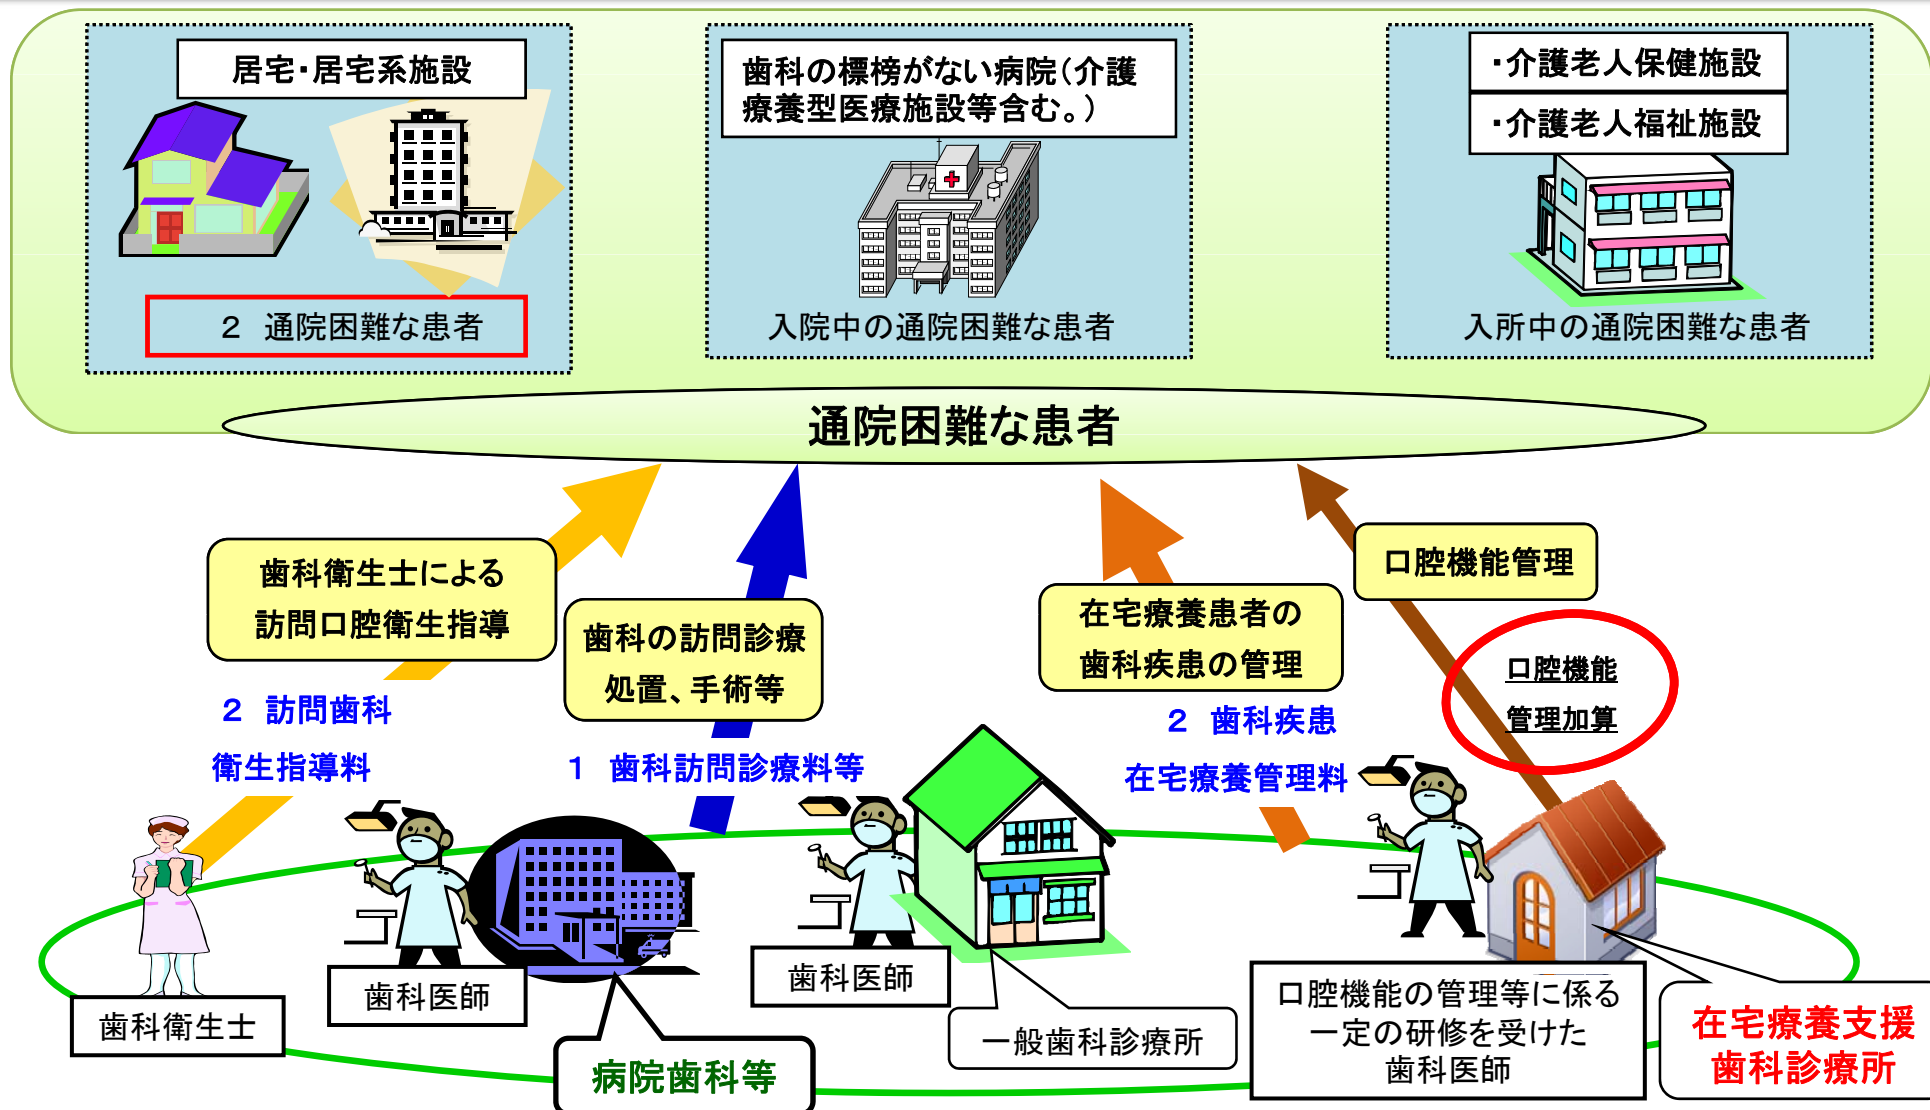 居宅・居宅系施設
2 通院困難な患者
歯科の標榜がない病院(介護
療養型医療施設等含む。)
入院中の通院困難な患者
・介護老人保健施設
・介護老人福祉施設
入所中の通院困難な患者
通院困難な患者
歯科衛生士による
訪問口腔衛生指導
2 訪問歯科
衛生指導料
歯科の訪問診療
処置、手術等
1 歯科訪問診療料等
在宅療養患者の
歯科疾患の管理
2 歯科疾患
在宅療養管理料
口腔機能管理
口腔機能
管理加算
歯科衛生士
歯科医師
病院歯科等
歯科医師
一般歯科診療所
口腔機能の管理等に係る
一定の研修を受けた
歯科医師
在宅療養支援
歯科診療所